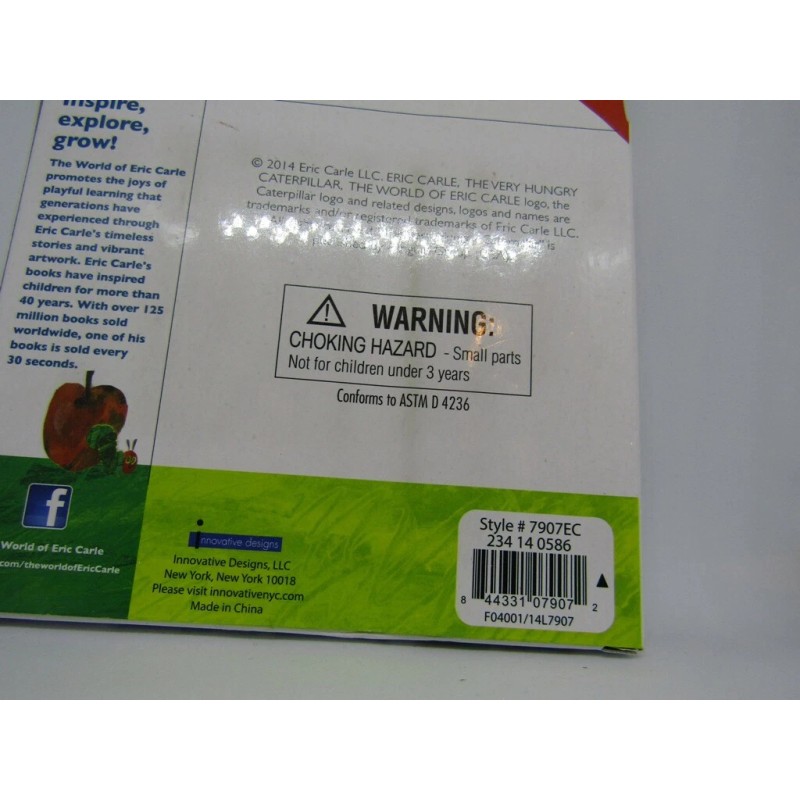 inspire,
explore,
grow!
The World of Eric Carle
promotes the joys of
playful learning that
generations have
experienced through
Eric Carle's timeless
stories and vibrant
artwork. Eric Carle's
books have inspired
children for more than
40 years. With over 125
million books sold
worldwide, one of his
books is sold every
30 seconds.
f
World of Eric Carle
com/theworldofEricCarle
© 2014 Eric Carle LLC. ERIC CARLE, THE VERY HUNGRY
CATERPILLAR, THE WORLD OF ERIC CARLE logo, the
Caterpillar logo and related designs, logos and names are
trademarks and/or registered trademarks of Eric Carle LLC.
is
WARNING:
CHOKING HAZARD - Small parts
Not for children under 3 years
Conforms to ASTM D 4236
innovative designs
Innovative Designs, LLC
New York, New York 10018
Please visit innovativenyc.com
Made in China
Style # 7907EC
234 14 0586
8 44331 07907 2
F04001/14L7907